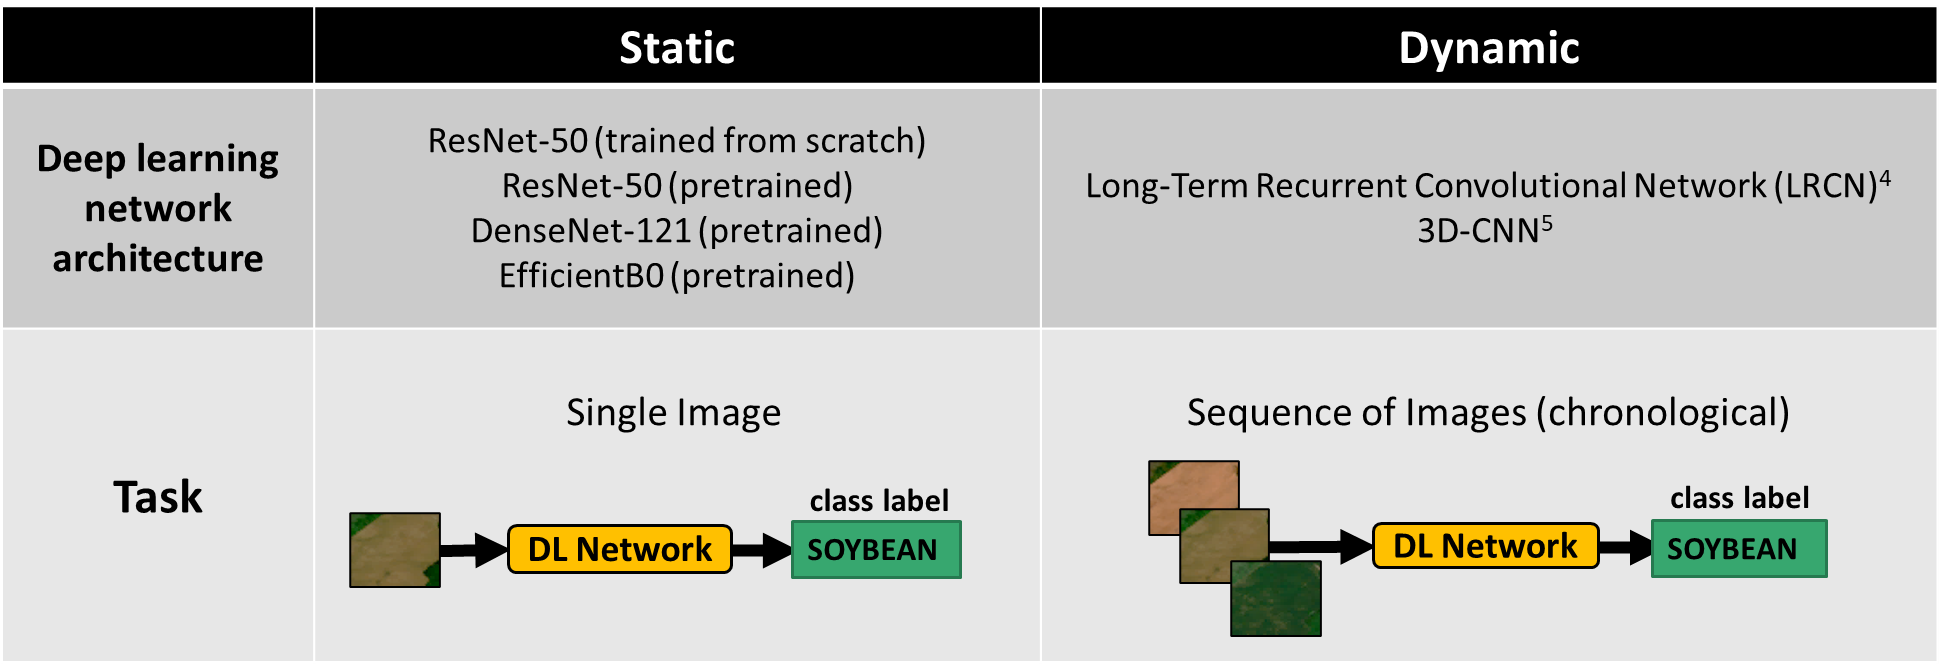 Static
Dynamic
Deep learning
network
architecture
ResNet-50 (trained from scratch)
ResNet-50 (pretrained)
DenseNet-121 (pretrained)
EfficientB0 (pretrained)
Long-Term Recurrent Convolutional Network (LRCN)⁴
3D-CNN⁵
Task
Single Image
class label
DL Network
SOYBEAN
Sequence of Images (chronological)
class label
DL Network
SOYBEAN